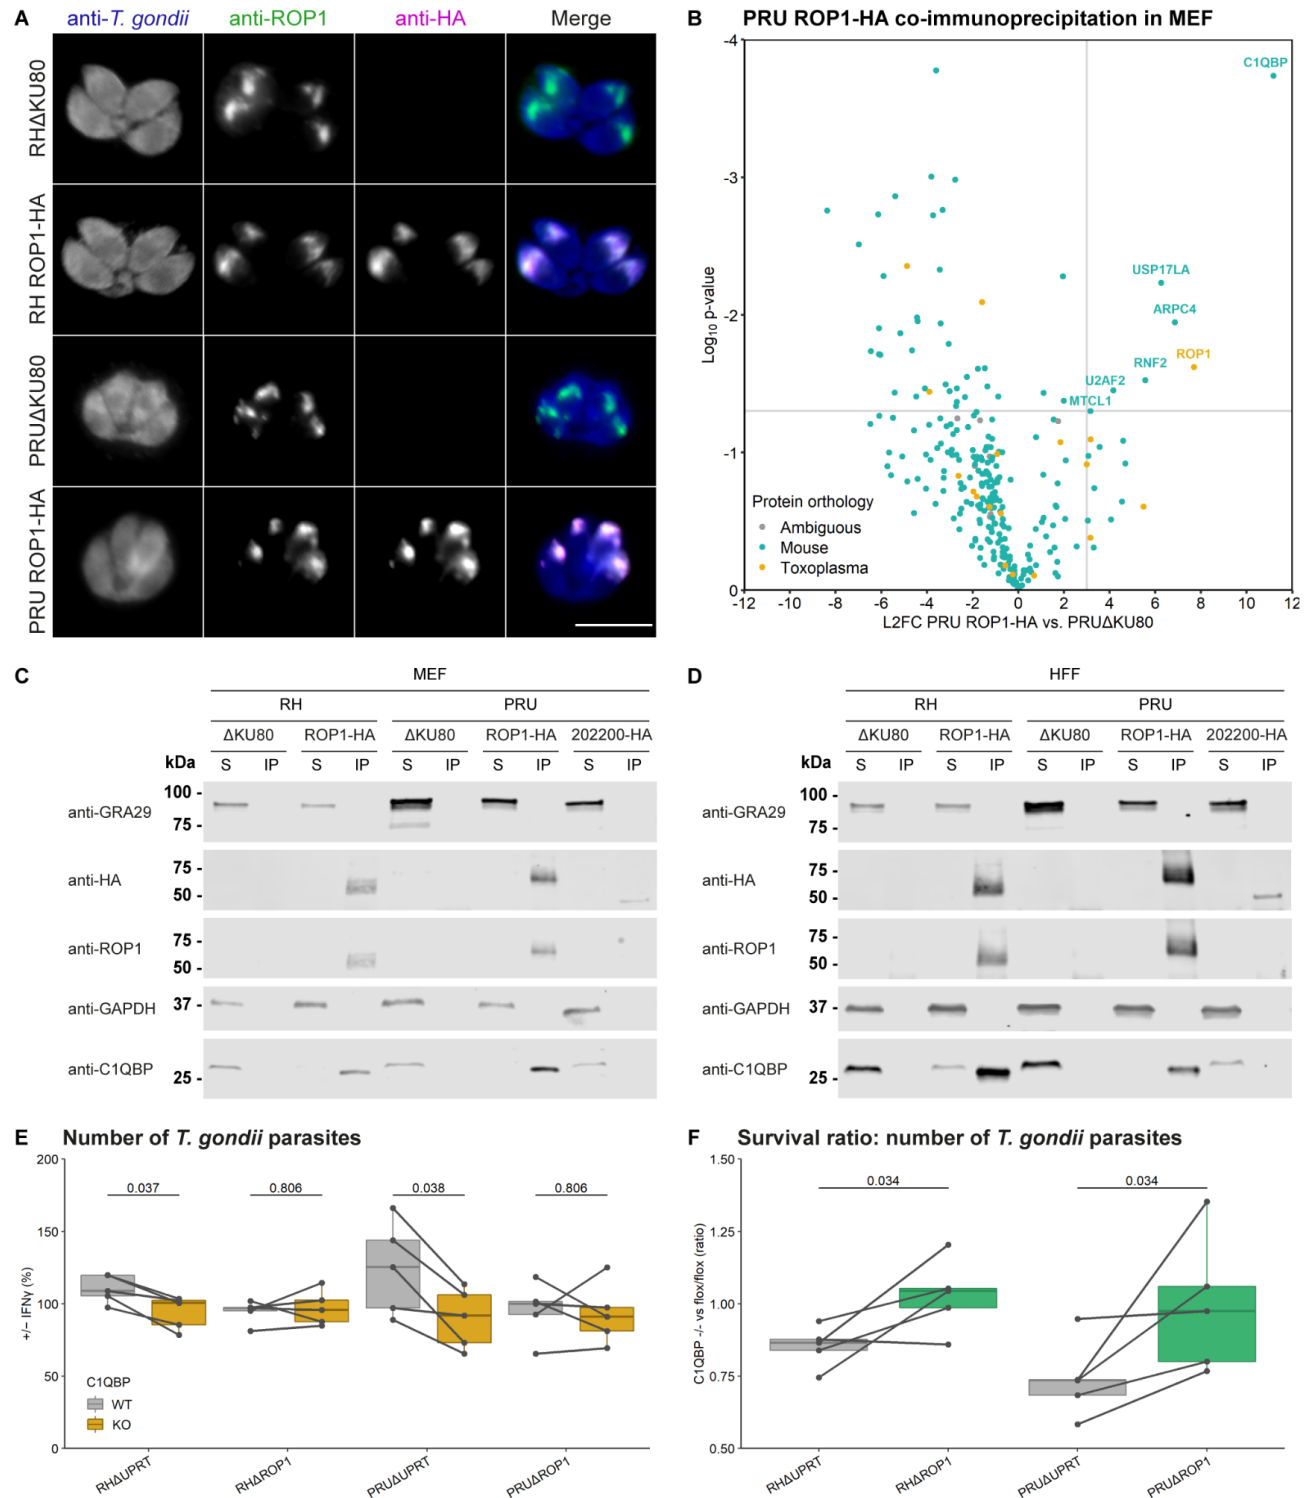 A
anti-T. gondii anti-ROP1 anti-HA Merge
RHΔKU80
RH ROP1-HA
PRUΔKU80
PRU ROP1-HA
B PRU ROP1-HA co-immunoprecipitation in MEF
-4
-3
-2
-1
0
Log10 p-value
C1QBP
USP17LA
ARPC4
ROP1
RNF2
U2AF2
MTCL1
Protein orthology
Ambiguous
Mouse
Toxoplasma
-12 -10 -8 -6 -4 -2 0 2 4 6 8 10 12
L2FC PRU ROP1-HA vs. PRUΔKU80
C
MEF
RH PRU
ΔKU80 ROP1-HA ΔKU80 ROP1-HA 202200-HA
kDa S IP S IP S IP S IP S IP
anti-GRA29 100 - 75 -
anti-HA 75 - 50 -
anti-ROP1 75 - 50 -
anti-GAPDH 37 -
anti-C1QBP 25 -
D
HFF
RH PRU
ΔKU80 ROP1-HA ΔKU80 ROP1-HA 202200-HA
kDa S IP S IP S IP S IP S IP
anti-GRA29 100 - 75 -
anti-HA 75 - 50 -
anti-ROP1 75 - 50 -
anti-GAPDH 37 -
anti-C1QBP 25 -
E Number of T. gondii parasites
200
150
100
50
0
+/− IFNγ (%)
0.037 0.806 0.038 0.806
C1QBP
WT
KO
RHΔUPRT RHΔROP1 PRUΔUPRT PRUΔROP1
F Survival ratio: number of T. gondii parasites
1.50
1.25
1.00
0.75
0.50
C1QBP -/- vs flox/flox (ratio)
0.034 0.034
RHΔUPRT RHΔROP1 PRUΔUPRT PRUΔROP1